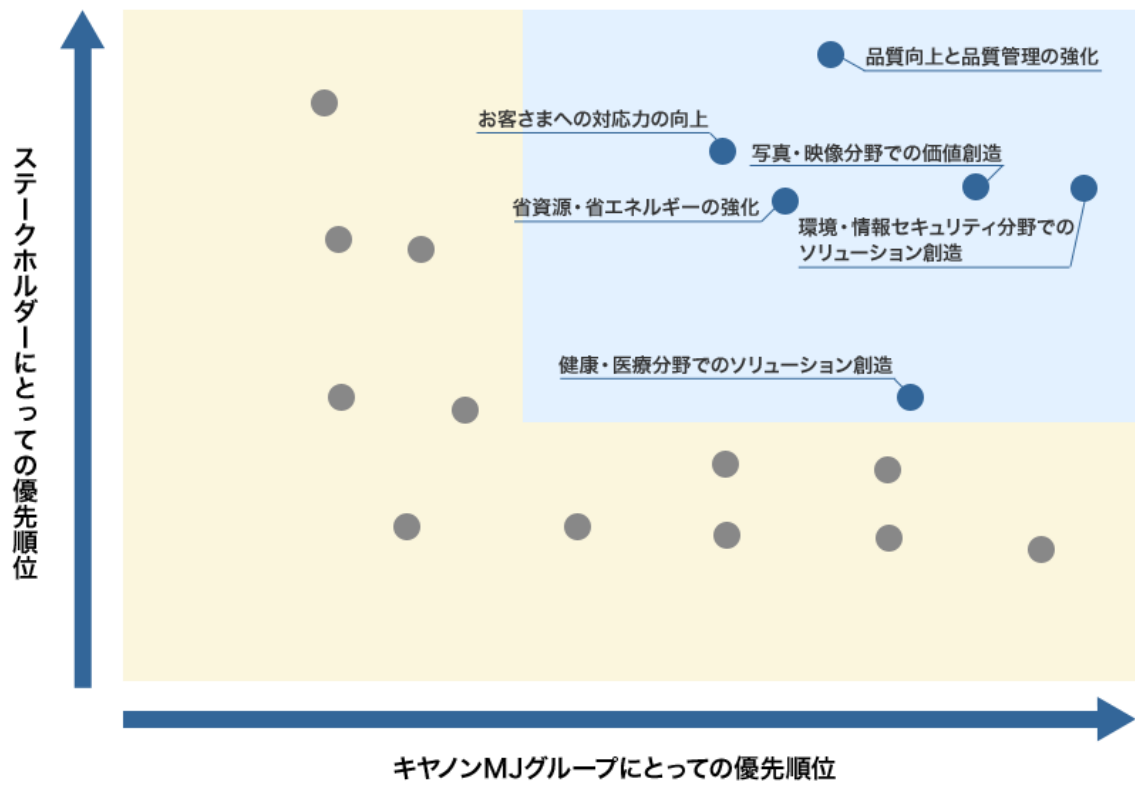 品質向上と品質管理の強化
お客さまへの対応力の向上
写真・映像分野での価値創造
省資源・省エネルギーの強化
環境・情報セキュリティ分野での
ソリューション創造
健康・医療分野でのソリューション創造
ステークホルダーにとっての優先順位
キヤノンMJグループにとっての優先順位